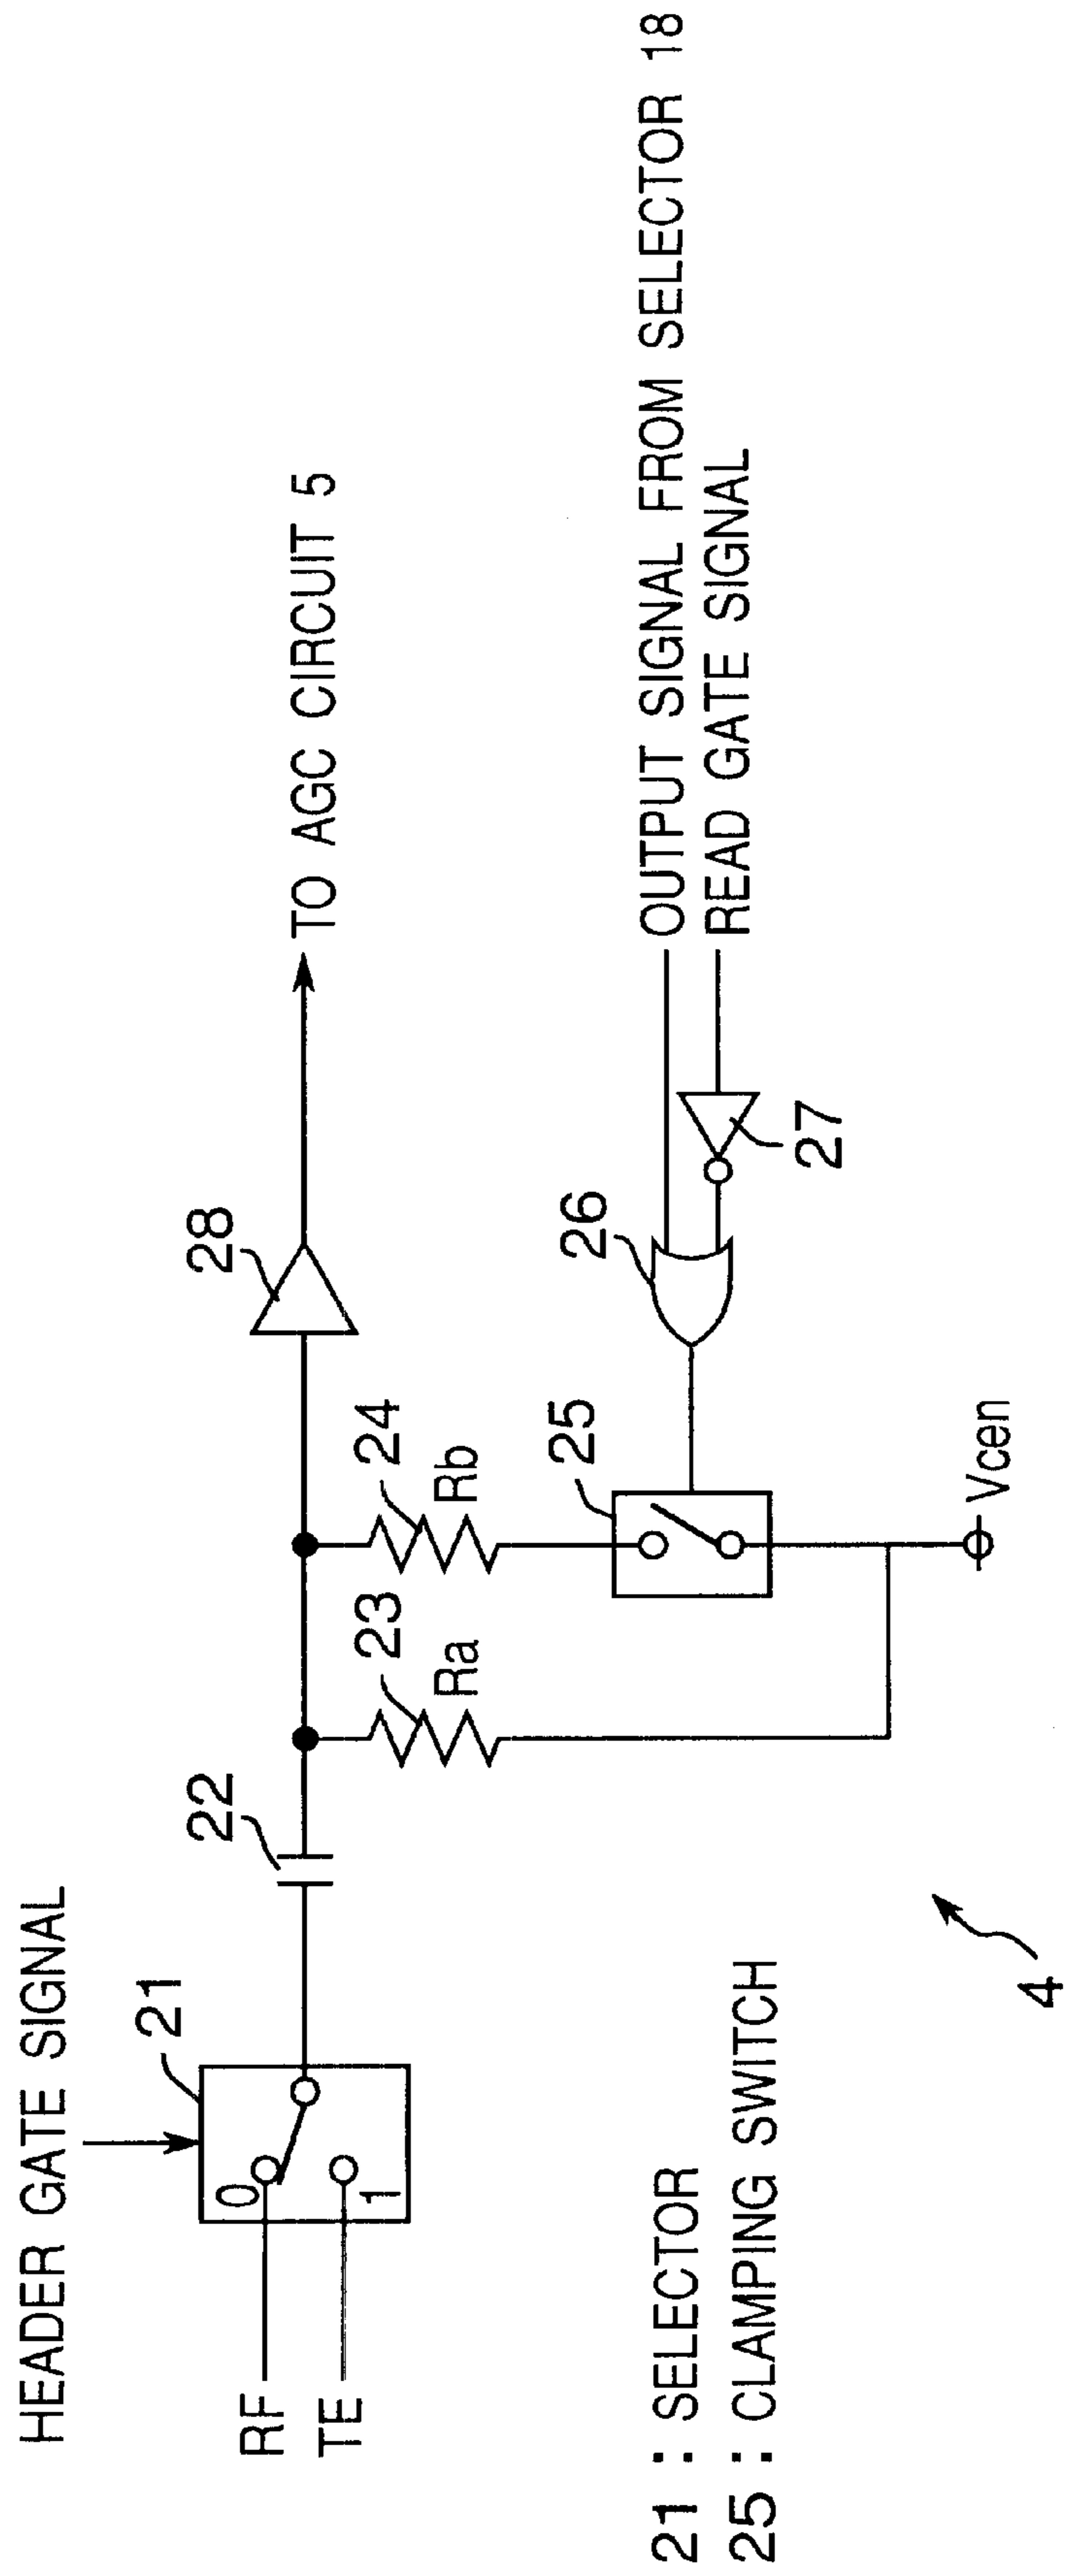 HEADER GATE SIGNAL
21
0
1
RF
TE
22
23
Ra
24
Rb
28
TO AGC CIRCUIT 5
25
26
27
OUTPUT SIGNAL FROM SELECTOR 18
READ GATE SIGNAL
Vcen
4
21 : SELECTOR
25 : CLAMPING SWITCH